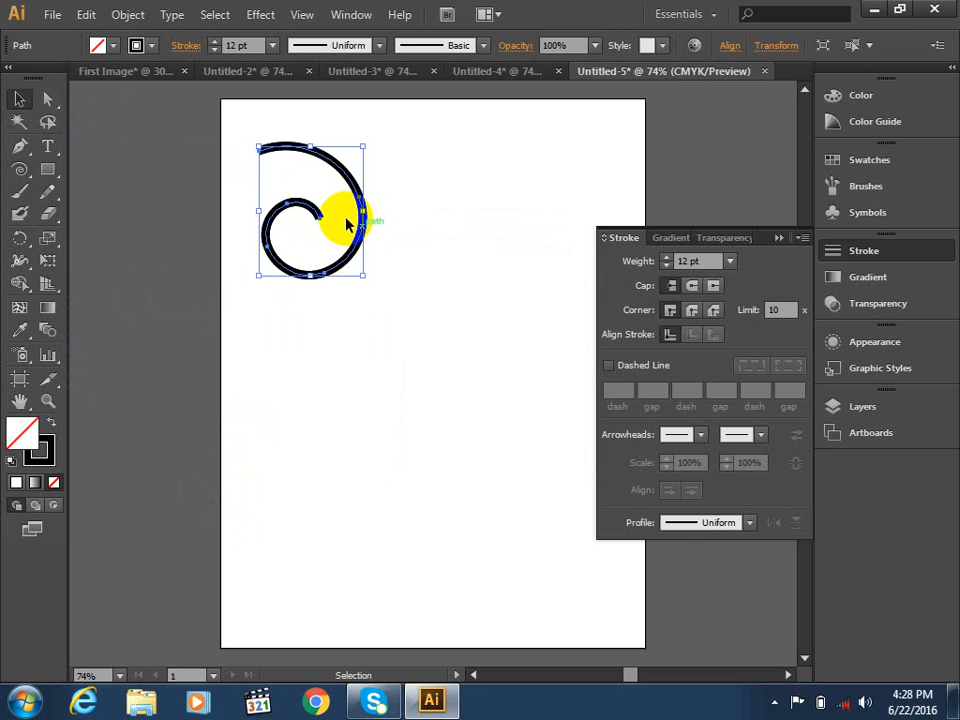 Ai File Edit Object Type Select Effect View Window Help Br Essentials
Path Stroke: 12 pt Uniform Basic Opacity: 100% Style: Align Transform
First Image* @ 30... × Untitled-2* @ 74... × Untitled-3* @ 74... × Untitled-4* @ 74... × Untitled-5* @ 74% (CMYK/Preview) ×
Color
Color Guide
Swatches
Brushes
Symbols
Stroke
Gradient
Transparency
Appearance
Graphic Styles
Layers
Artboards
Stroke Gradient Transparency
Weight: 12 pt
Cap:
Corner: Limit: 10 x
Align Stroke:
Dashed Line
dash gap dash gap dash gap
Arrowheads:
Scale: 100% 100%
Align:
Profile: Uniform
74% 1 Selection
321 Ai 4:28 PM
6/22/2016